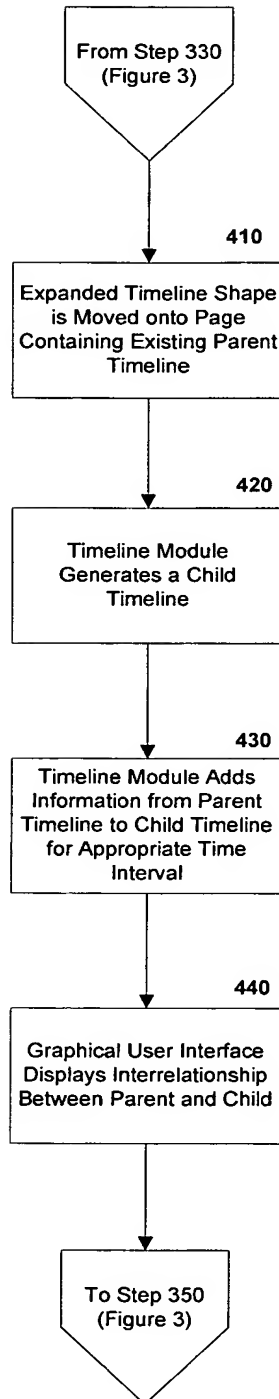 From Step 330
(Figure 3)
410
Expanded Timeline Shape
is Moved onto Page
Containing Existing Parent
Timeline
420
Timeline Module
Generates a Child
Timeline
430
Timeline Module Adds
Information from Parent
Timeline to Child Timeline
for Appropriate Time
Interval
440
Graphical User Interface
Displays Interrelationship
Between Parent and Child
To Step 350
(Figure 3)